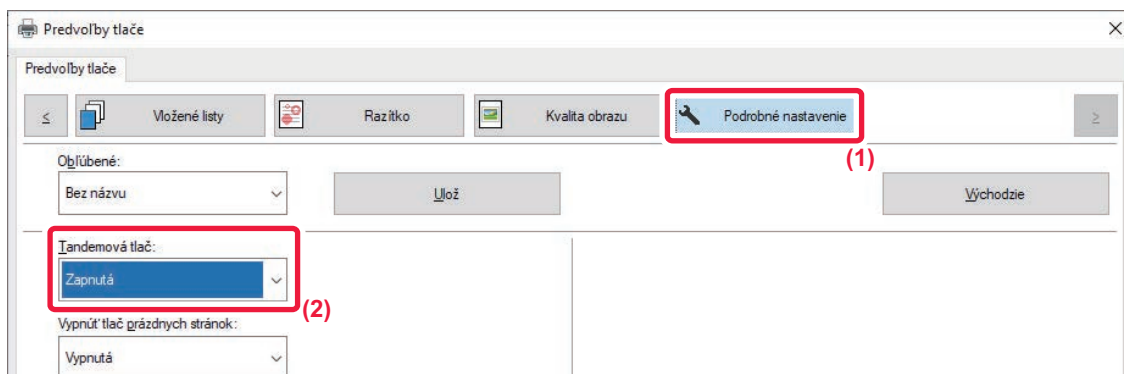 Predvoľby tlače
Predvoľby tlače
< Vložené listy Razítko Kvalita obrazu Podrobné nastavenie >
(1)
Obľúbené:
Bez názvu Ulož Východzie
Tandemová tlač:
Zapnutá
(2)
Vypnúť tlač prázdnych stránok:
Vypnutá